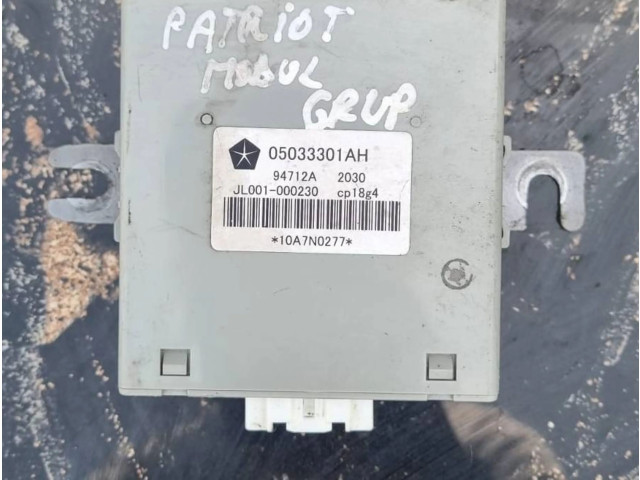 PATRIOT
MODUL
GRUP
05033301AH
94712A 2030
JL001-000230 cp18g4
*10A7N0277*